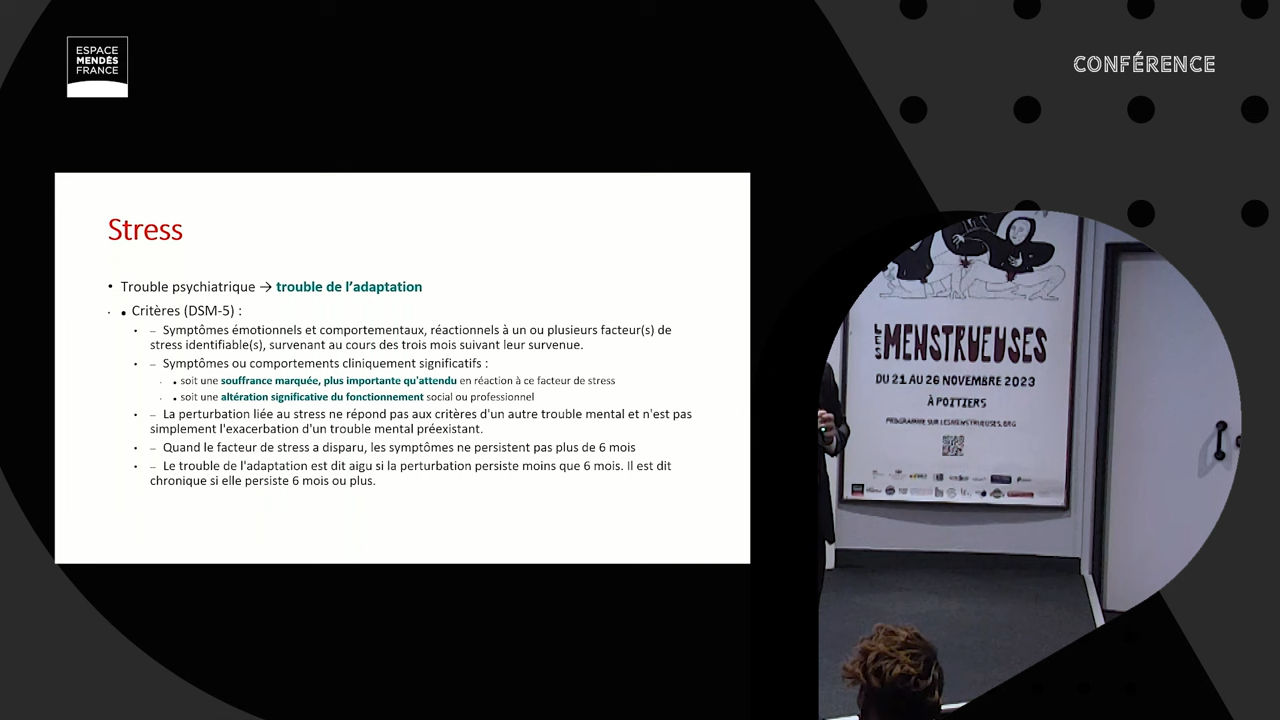 ESPACE
MENDÈS
FRANCE
CONFÉRENCE
Stress
• Trouble psychiatrique → trouble de l'adaptation
• • Critères (DSM-5) :
• – Symptômes émotionnels et comportementaux, réactionnels à un ou plusieurs facteur(s) de
stress identifiable(s), survenant au cours des trois mois suivant leur survenue.
• – Symptômes ou comportements cliniquement significatifs :
• • soit une souffrance marquée, plus importante qu'attendu en réaction à ce facteur de stress
• • soit une altération significative du fonctionnement social ou professionnel
• – La perturbation liée au stress ne répond pas aux critères d'un autre trouble mental et n'est pas
simplement l'exacerbation d'un trouble mental préexistant.
• – Quand le facteur de stress a disparu, les symptômes ne persistent pas plus de 6 mois
• – Le trouble de l'adaptation est dit aigu si la perturbation persiste moins que 6 mois. Il est dit
chronique si elle persiste 6 mois ou plus.
LES MENSTRUEUSES
DU 21 AU 26 NOVEMBRE 2023
À POITIERS
PROGRAMME SUR LESMENSTRUEUSES.ORG